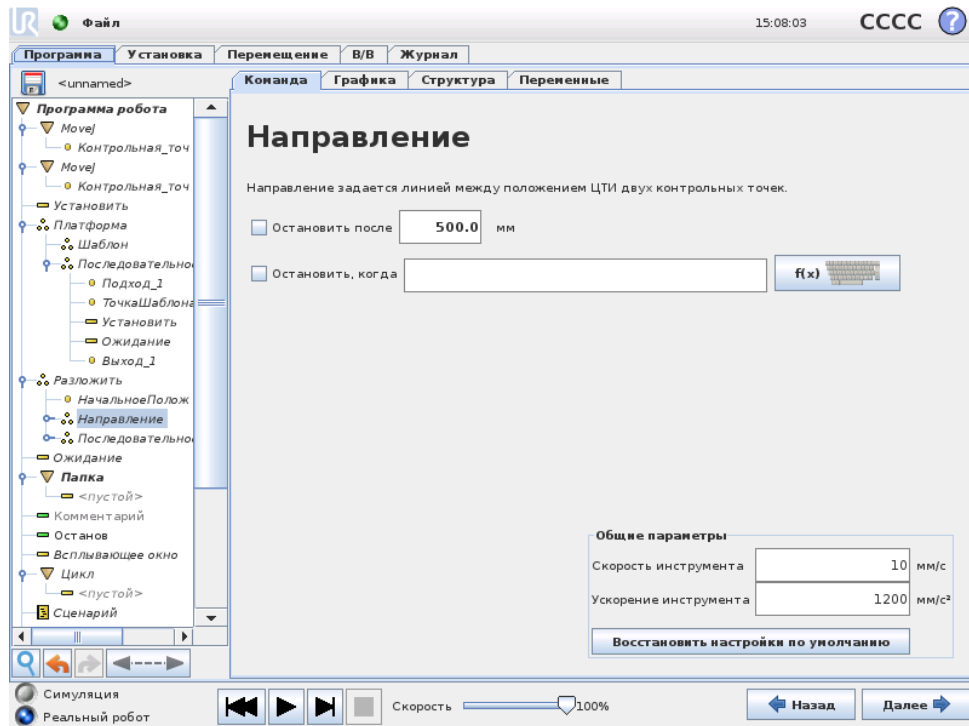 UR Файл 15:08:03 CCCC ?
Программа Установка Перемещение В/В Журнал
<unnamed>
Команда Графика Структура Переменные
Программа робота
MoveJ
Контрольная_точ
MoveJ
Контрольная_точ
Установить
Платформа
Шаблон
Последовательно
Подход_1
ТочкаШаблона
Установить
Ожидание
Выход_1
Разложить
НачальноеПолож
Направление
Последовательно
Ожидание
Папка
<пустой>
Комментарий
Останов
Всплывающее окно
Цикл
<пустой>
Сценарий
Направление
Направление задается линией между положением ЦТИ двух контрольных точек.
Остановить после 500.0 мм
Остановить, когда f(x)
Общие параметры
Скорость инструмента 10 мм/с
Ускорение инструмента 1200 мм/с²
Восстановить настройки по умолчанию
Симуляция
Реальный робот
Скорость 100%
Назад Далее